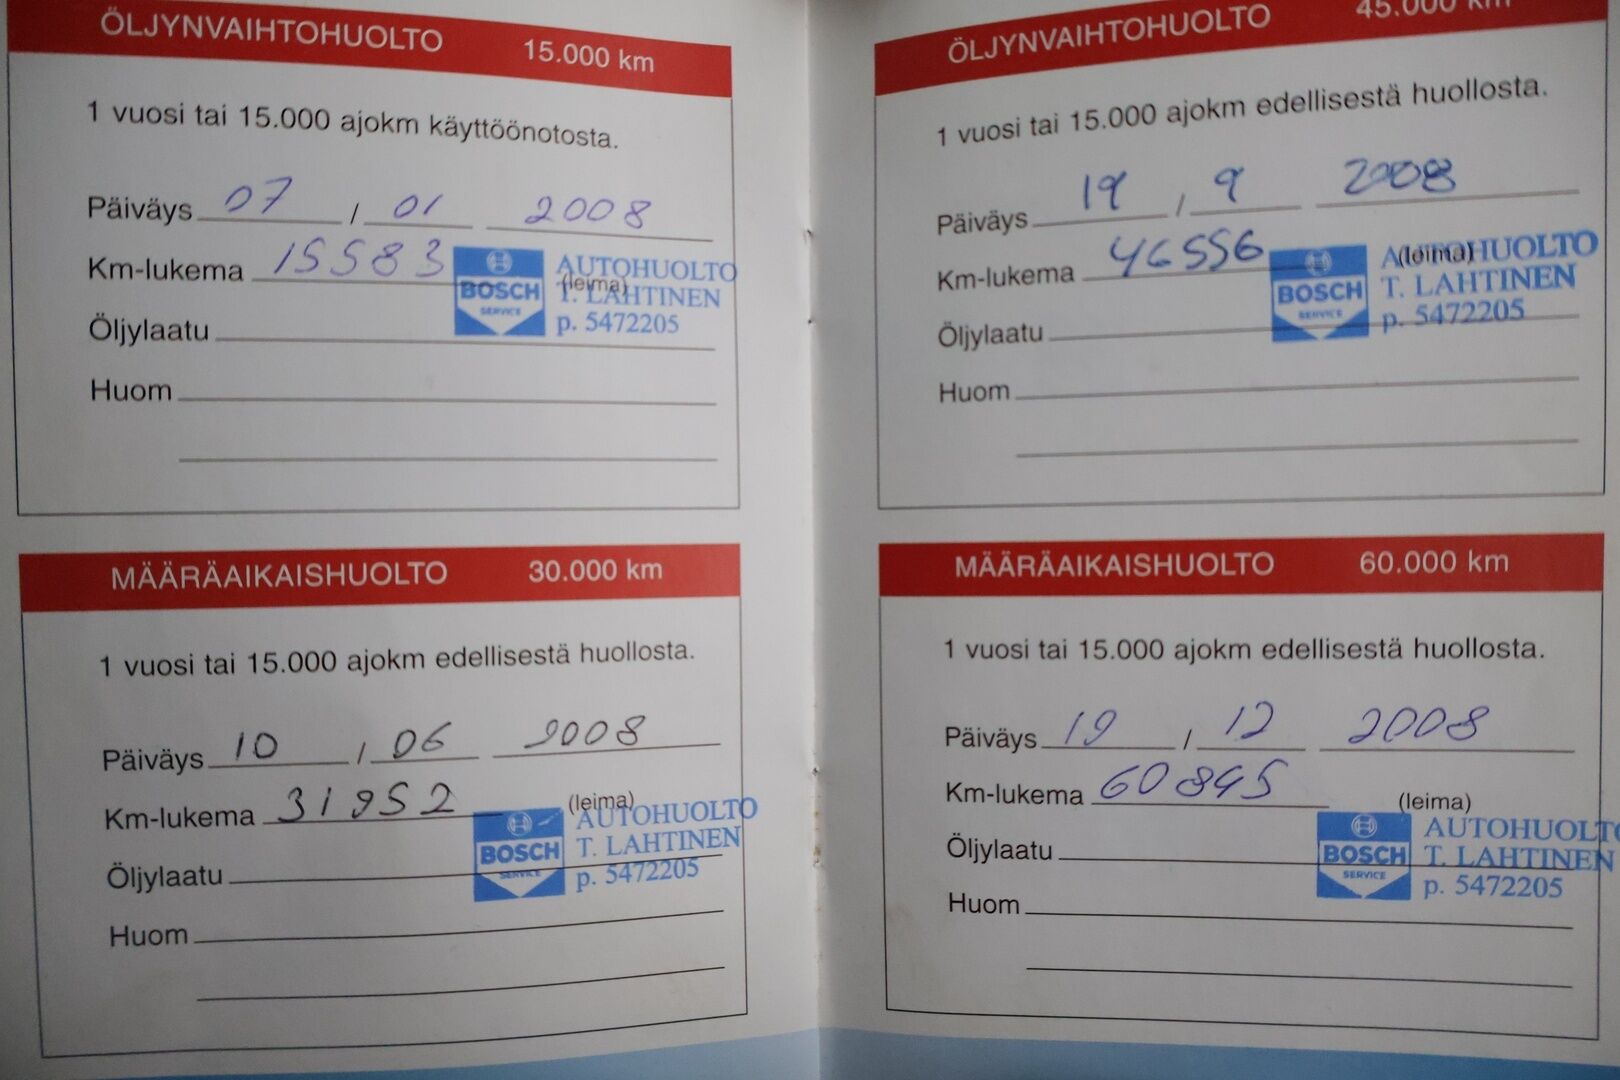 ÖLJYNVAIHTOHUOLTO 15.000 km
1 vuosi tai 15.000 ajokm käyttöönotosta.
Päiväys 07 / 01 2008
Km-lukema 15583
(leima)
BOSCH
SERVICE
AUTOHUOLTO
T. LAHTINEN
p. 5472205
Öljylaatu
Huom
MÄÄRÄAIKAISHUOLTO 30.000 km
1 vuosi tai 15.000 ajokm edellisestä huollosta.
Päiväys 10 / 06 2008
Km-lukema 31952
(leima)
BOSCH
SERVICE
AUTOHUOLTO
T. LAHTINEN
p. 5472205
Öljylaatu
Huom
ÖLJYNVAIHTOHUOLTO 45.000 km
1 vuosi tai 15.000 ajokm edellisestä huollosta.
Päiväys 19 / 9 2008
Km-lukema 46556
(leima)
BOSCH
SERVICE
AUTOHUOLTO
T. LAHTINEN
p. 5472205
Öljylaatu
Huom
MÄÄRÄAIKAISHUOLTO 60.000 km
1 vuosi tai 15.000 ajokm edellisestä huollosta.
Päiväys 19 / 12 2008
Km-lukema 60845
(leima)
BOSCH
SERVICE
AUTOHUOLTO
T. LAHTINEN
p. 5472205
Öljylaatu
Huom